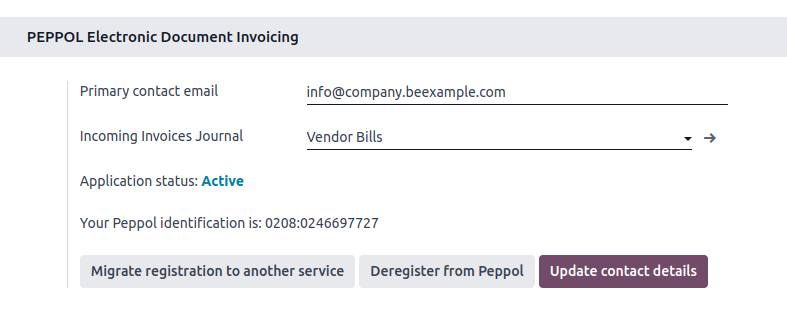 PEPPOL Electronic Document Invoicing
Primary contact email info@company.beexample.com
Incoming Invoices Journal Vendor Bills
Application status: Active
Your Peppol identification is: 0208:0246697727
Migrate registration to another service Deregister from Peppol Update contact details